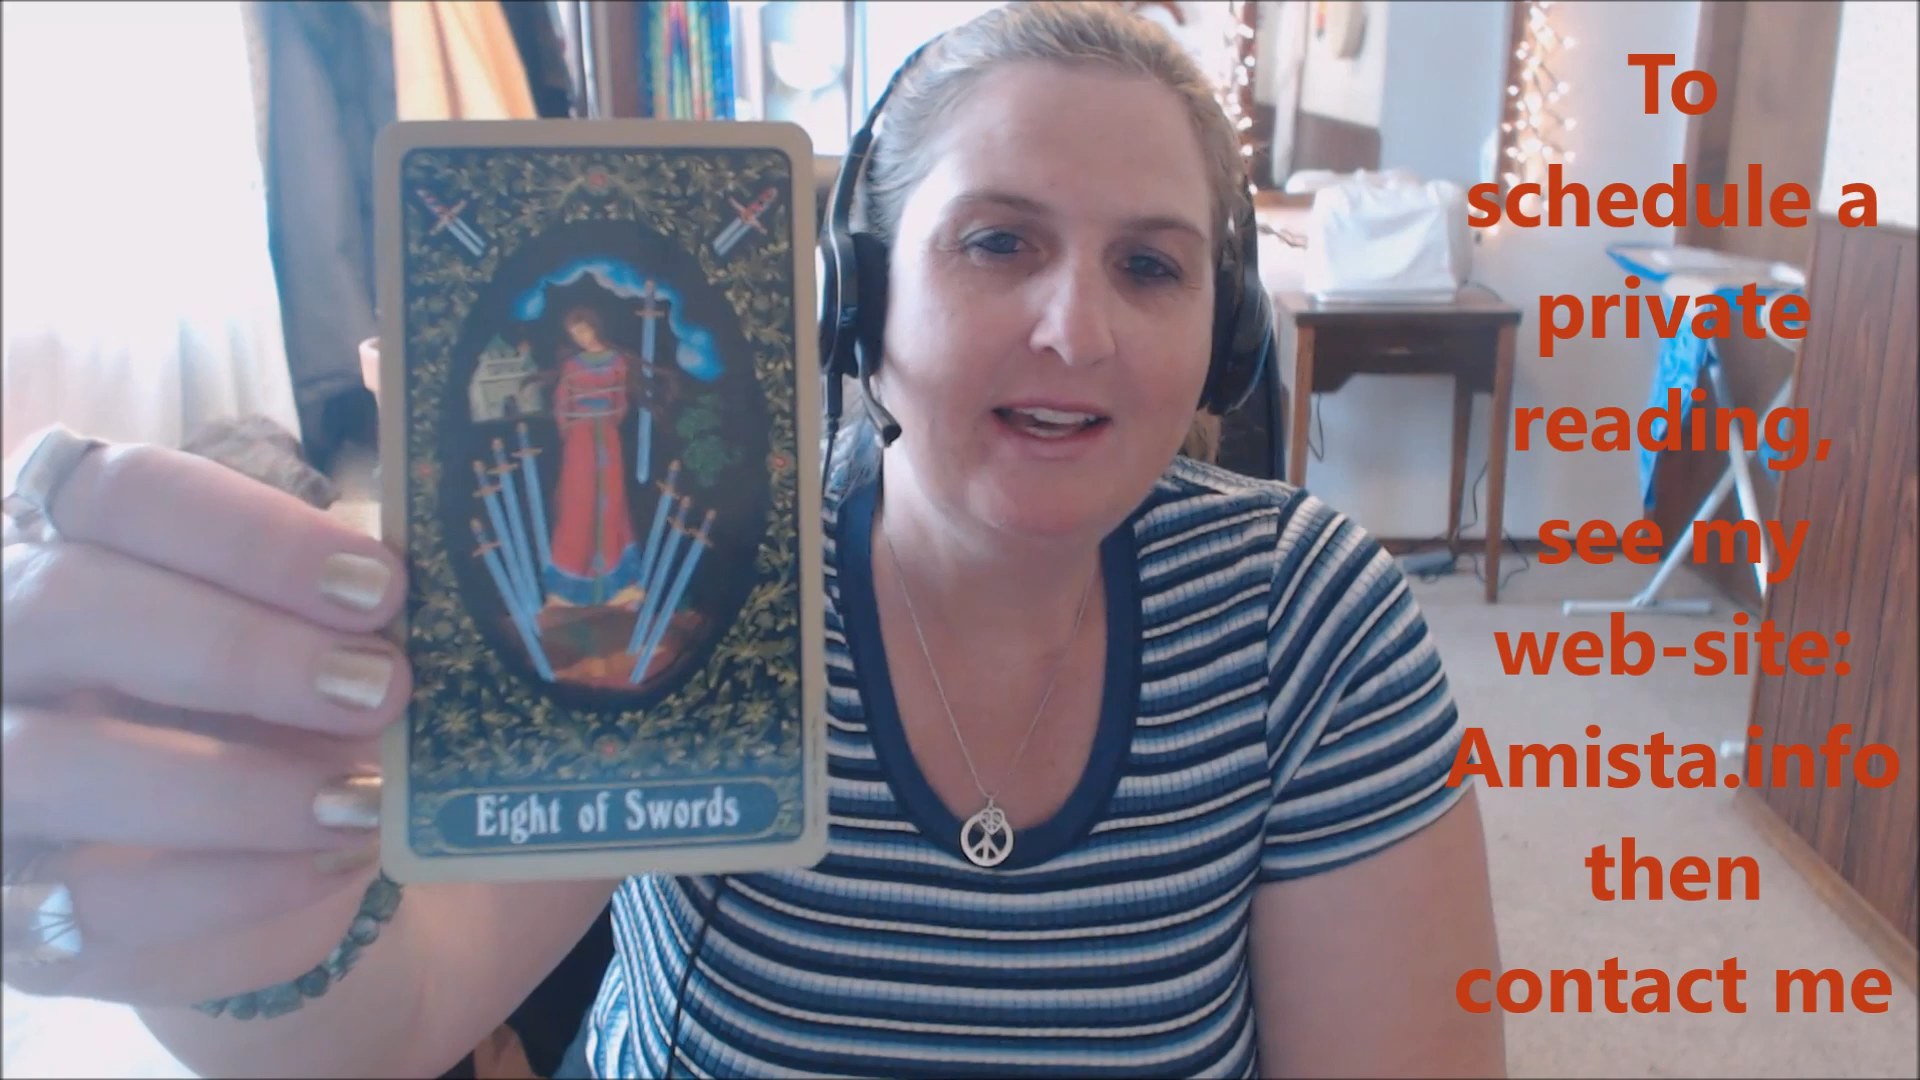 Eight of Swords
To
schedule a
private
reading,
see my
web-site:
Amista.info
then
contact me